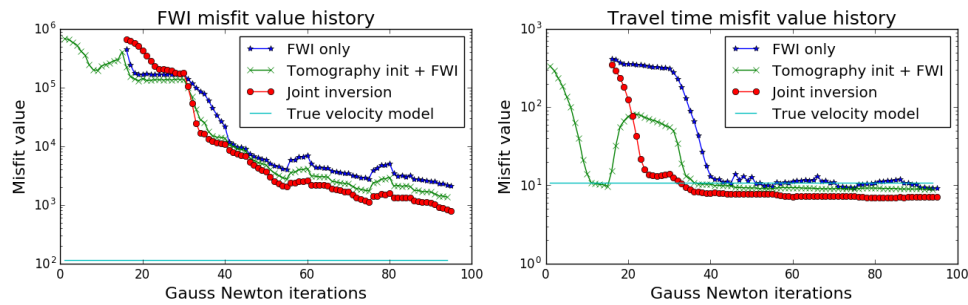 FWI misfit value history
Misfit value
10^6
10^5
10^4
10^3
10^2
0
20
40
60
80
100
Gauss Newton iterations
FWI only
Tomography init + FWI
Joint inversion
True velocity model
Travel time misfit value history
Misfit value
10^3
10^2
10^1
10^0
0
20
40
60
80
100
Gauss Newton iterations
FWI only
Tomography init + FWI
Joint inversion
True velocity model